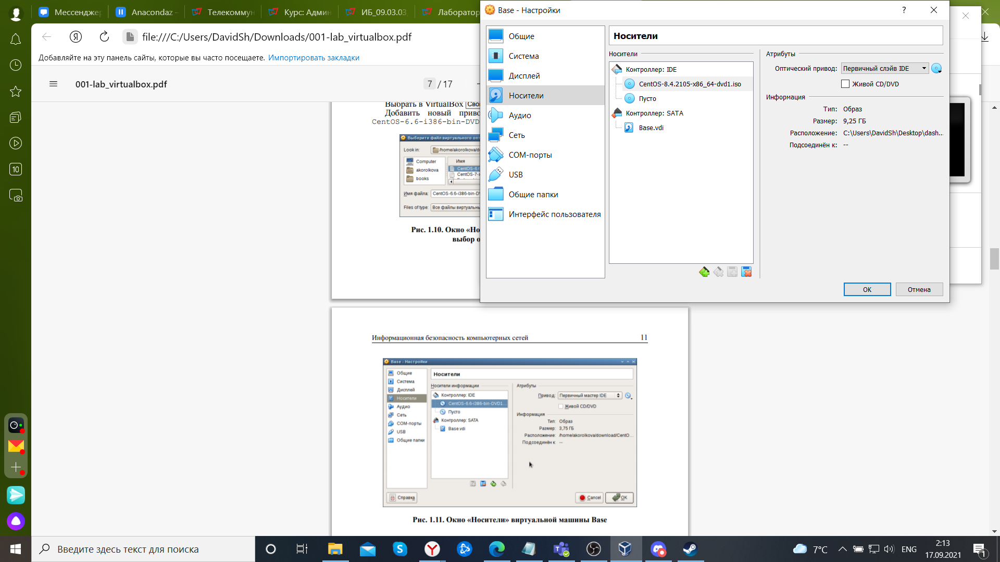 Мессендже
Anacondaz -
Телекоммун
Курс: Админ
ИБ_09.03.03
Лаборатор
file:///C:/Users/DavidSh/Downloads/001-lab_virtualbox.pdf
Добавляйте на эту панель сайты, которые вы часто посещаете. Импортировать закладки
001-lab_virtualbox.pdf
7 / 17
10
Выбрать в VirtualBox
Добавить новый
CentOS-6.6-i386-bin-DVD
Выберите файл виртуального опт
Look in: /home/akorolkova/d
Computer
akorolkova
books
Имя
CentOS-6.6
CentOS-7-x
Имя файла: CentOS-6.6-i386-bin-D
Files of type: Все файлы виртуальн
Рис. 1.10. Окно «Но
выбор о
Base - Настройки
?
Общие
Система
Дисплей
Носители
Аудио
Сеть
COM-порты
USB
Общие папки
Интерфейс пользователя
Носители
Носители
Контроллер: IDE
CentOS-8.4.2105-x86_64-dvd1.iso
Пусто
Контроллер: SATA
Base.vdi
Атрибуты
Оптический привод: Первичный слэйв IDE
Живой CD/DVD
Информация
Тип: Образ
Размер: 9,25 ГБ
Расположение: C:\Users\DavidSh\Desktop\dash...
Подсоединён к: --
OK
Отмена
Информационная безопасность компьютерных сетей 11
Base - Настройки
Общие
Система
Дисплей
Носители
Аудио
Сеть
COM-порты
USB
Общие папки
Носители
Носители информации
Контроллер: IDE
CentOS-6.6-i386-bin-DVD1...
Пусто
Контроллер: SATA
Base.vdi
Атрибуты
Привод: Первичный мастер IDE
Живой CD/DVD
Информация
Тип: Образ
Размер: 3,75 ГБ
Расположение: /home/akorolkova/download/CentO...
Подсоединён к: --
Справка
Cancel
OK
Рис. 1.11. Окно «Носители» виртуальной машины Base
Введите здесь текст для поиска
7°C
ENG
2:13
17.09.2021
1